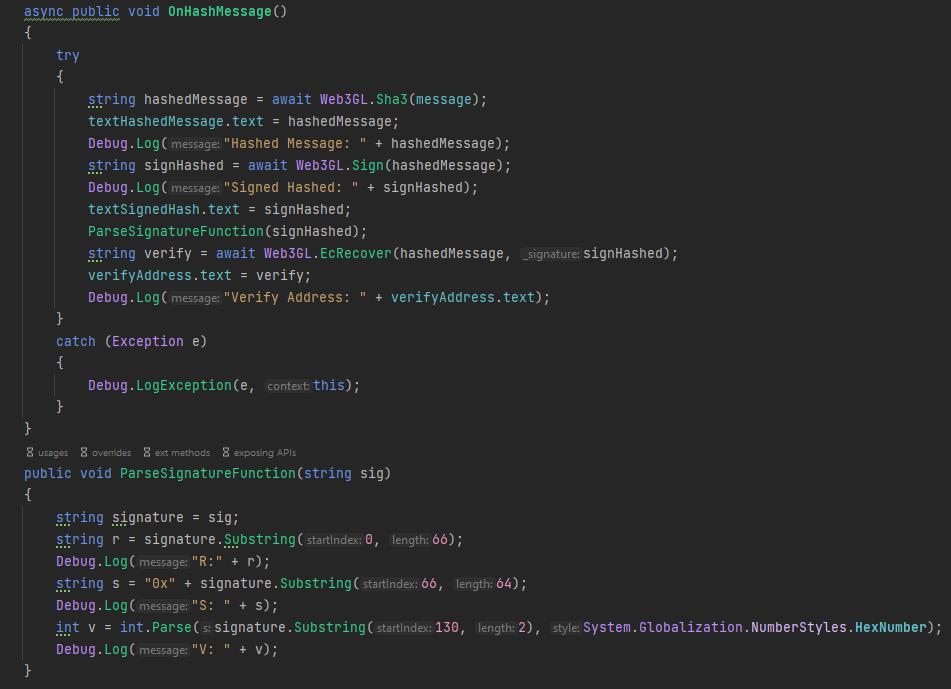 async public void OnHashMessage()
{
try
{
string hashedMessage = await Web3GL.Sha3(message);
textHashedMessage.text = hashedMessage;
Debug.Log( message: "Hashed Message: " + hashedMessage);
string signHashed = await Web3GL.Sign(hashedMessage);
Debug.Log( message: "Signed Hashed: " + signHashed);
textSignedHash.text = signHashed;
ParseSignatureFunction(signHashed);
string verify = await Web3GL.EcRecover(hashedMessage, _signature: signHashed);
verifyAddress.text = verify;
Debug.Log( message: "Verify Address: " + verifyAddress.text);
}
catch (Exception e)
{
Debug.LogException(e, context: this);
}
}
usages overrides ext methods exposing APIs
public void ParseSignatureFunction(string sig)
{
string signature = sig;
string r = signature.Substring( startIndex: 0, length: 66);
Debug.Log( message: "R:" + r);
string s = "0x" + signature.Substring( startIndex: 66, length: 64);
Debug.Log( message: "S: " + s);
int v = int.Parse( s: signature.Substring( startIndex: 130, length: 2), style: System.Globalization.NumberStyles.HexNumber);
Debug.Log( message: "V: " + v);
}